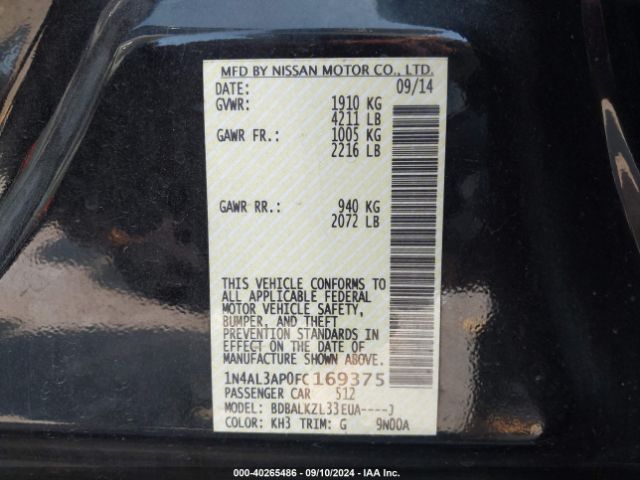 MFD BY NISSAN MOTOR CO., LTD.
DATE: 09/14
GVWR: 1910 KG
4211 LB
GAWR FR.: 1005 KG
2216 LB
GAWR RR.: 940 KG
2072 LB
THIS VEHICLE CONFORMS TO
ALL APPLICABLE FEDERAL
MOTOR VEHICLE SAFETY,
BUMPER, AND THEFT
PREVENTION STANDARDS IN
EFFECT ON THE DATE OF
MANUFACTURE SHOWN ABOVE.
1N4AL3AP0FC169375
PASSENGER CAR 512
MODEL: BDBALKZL33EUA----J
COLOR: KH3 TRIM: G 9N00A
000-40265486 - 09/10/2024 - IAA Inc.